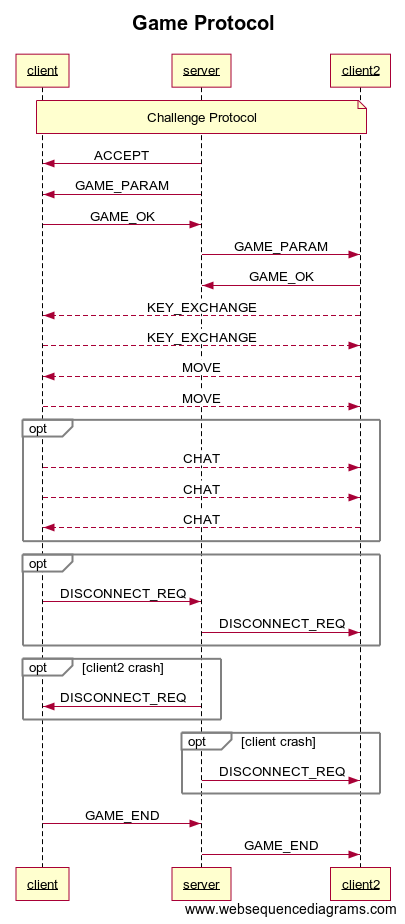 Game Protocol
client server client2
Challenge Protocol
ACCEPT
GAME_PARAM
GAME_OK
GAME_PARAM
GAME_OK
KEY_EXCHANGE
KEY_EXCHANGE
MOVE
MOVE
opt
CHAT
CHAT
CHAT
opt
DISCONNECT_REQ
DISCONNECT_REQ
opt [client2 crash]
DISCONNECT_REQ
opt [client crash]
DISCONNECT_REQ
GAME_END
GAME_END
client server client2
www.websequencediagrams.com